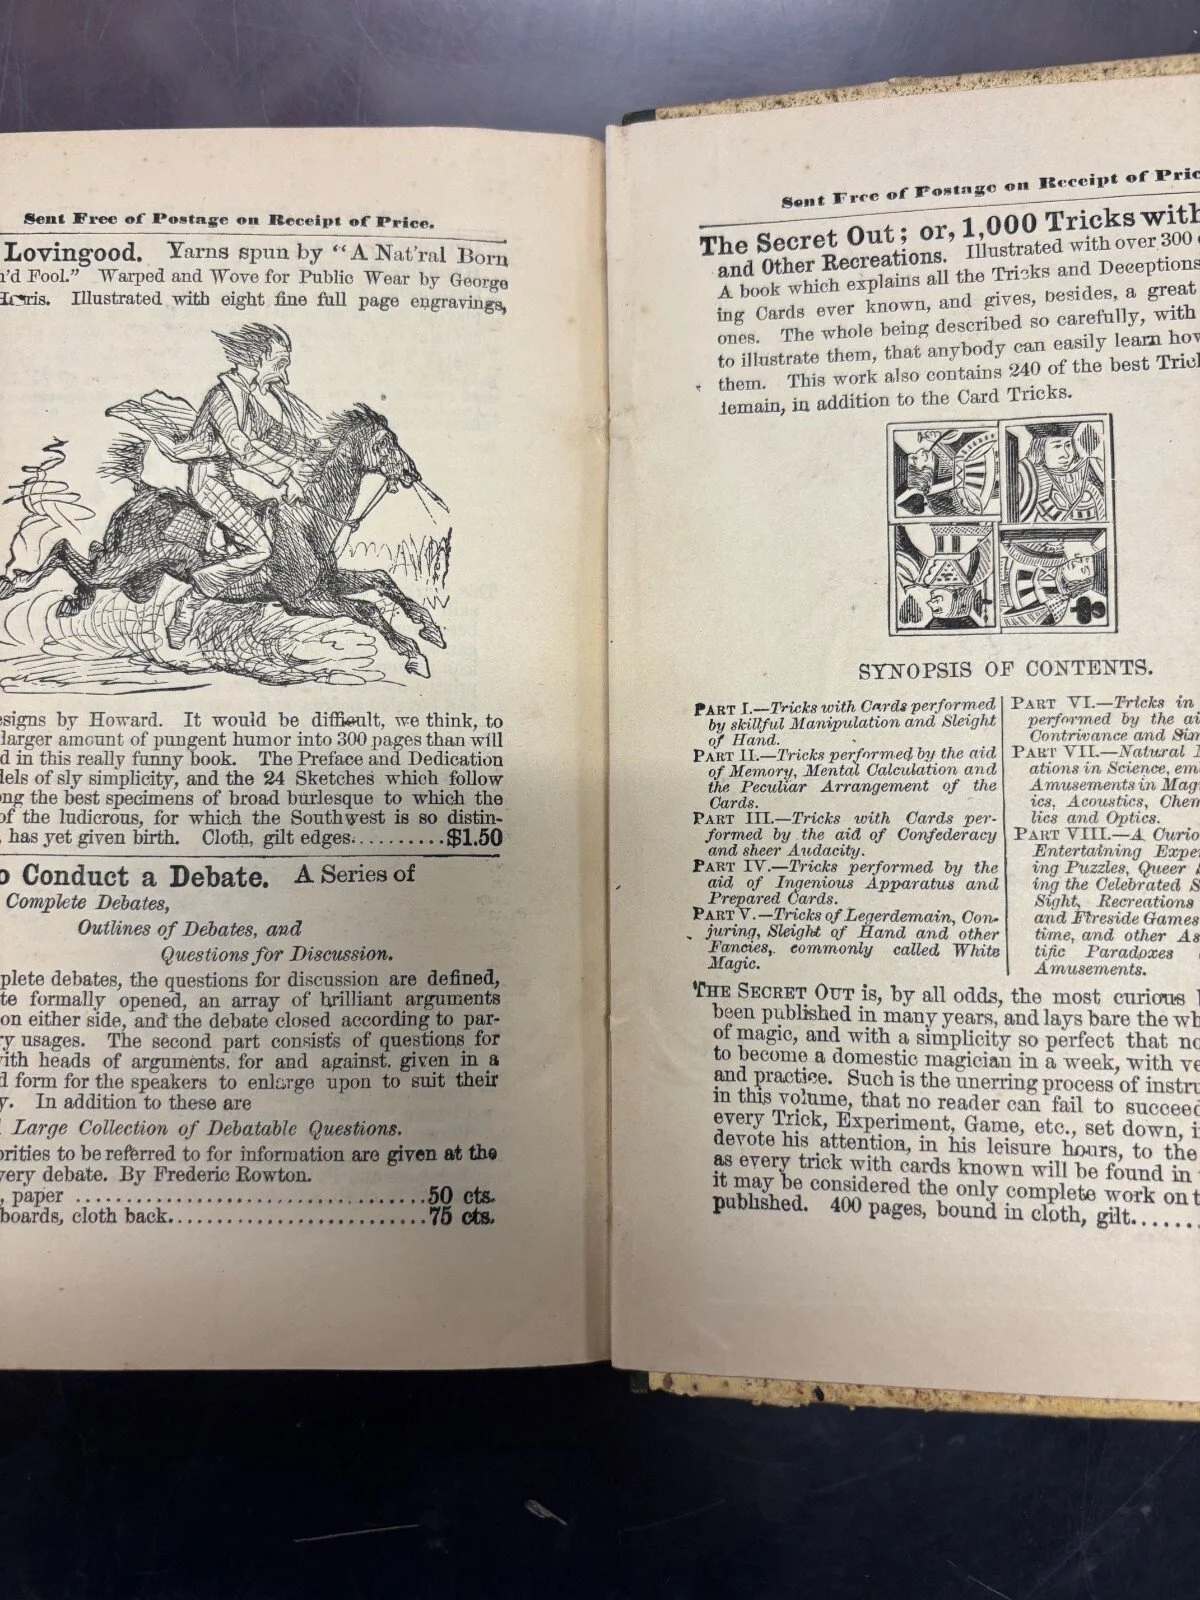 Sent Free of Postage on Receipt of Price.
Lovingood. Yarns spun by "A Nat'ral Born
n'd Fool." Warped and Wove for Public Wear by George
Harris. Illustrated with eight fine full page engravings,
esigns by Howard. It would be difficult, we think, to
larger amount of pungent humor into 300 pages than will
d in this really funny book. The Preface and Dedication
dels of sly simplicity, and the 24 Sketches which follow
ong the best specimens of broad burlesque to which the
of the ludicrous, for which the Southwest is so distin-
, has yet given birth. Cloth, gilt edges..........$1.50
o Conduct a Debate. A Series of
Complete Debates,
Outlines of Debates, and
Questions for Discussion.
plete debates, the questions for discussion are defined,
te formally opened, an array of brilliant arguments
on either side, and the debate closed according to par-
ry usages. The second part consists of questions for
ith heads of arguments, for and against, given in a
d form for the speakers to enlarge upon to suit their
y. In addition to these are
Large Collection of Debatable Questions.
orities to be referred to for information are given at the
very debate. By Frederic Rowton.
, paper ......................................50 cts.
boards, cloth back............................75 cts.
Sent Free of Postage on Receipt of Pric
The Secret Out; or, 1,000 Tricks with
and Other Recreations. Illustrated with over 300
A book which explains all the Tricks and Deceptions
ing Cards ever known, and gives, besides, a great
ones. The whole being described so carefully, with
to illustrate them, that anybody can easily learn how
them. This work also contains 240 of the best Tric
lemain, in addition to the Card Tricks.
SYNOPSIS OF CONTENTS.
PART I.—Tricks with Cards performed
by skillful Manipulation and Sleight
of Hand.
PART II.—Tricks performed by the aid
of Memory, Mental Calculation and
the Peculiar Arrangement of the
Cards.
PART III.—Tricks with Cards per-
formed by the aid of Confederacy
and sheer Audacity.
PART IV.—Tricks performed by the
aid of Ingenious Apparatus and
Prepared Cards.
PART V.—Tricks of Legerdemain, Con-
juring, Sleight of Hand and other
Fancies, commonly called White
Magic.
PART VI.—Tricks in
performed by the ai
Contrivance and Sim
PART VII.—Natural
ations in Science, em
Amusements in Mag
ics, Acoustics, Chem
lics and Optics.
PART VIII.—A Curio
Entertaining Exper
ing Puzzles, Queer
ing the Celebrated S
Sight, Recreations
and Fireside Games
time, and other As
tific Paradoxes
Amusements.
THE SECRET OUT is, by all odds, the most curious
been published in many years, and lays bare the wh
of magic, and with a simplicity so perfect that no
to become a domestic magician in a week, with ve
and practice. Such is the unerring process of instru
in this volume, that no reader can fail to succeed
every Trick, Experiment, Game, etc., set down, i
devote his attention, in his leisure hours, to the
as every trick with cards known will be found in
it may be considered the only complete work on t
published. 400 pages, bound in cloth, gilt.......